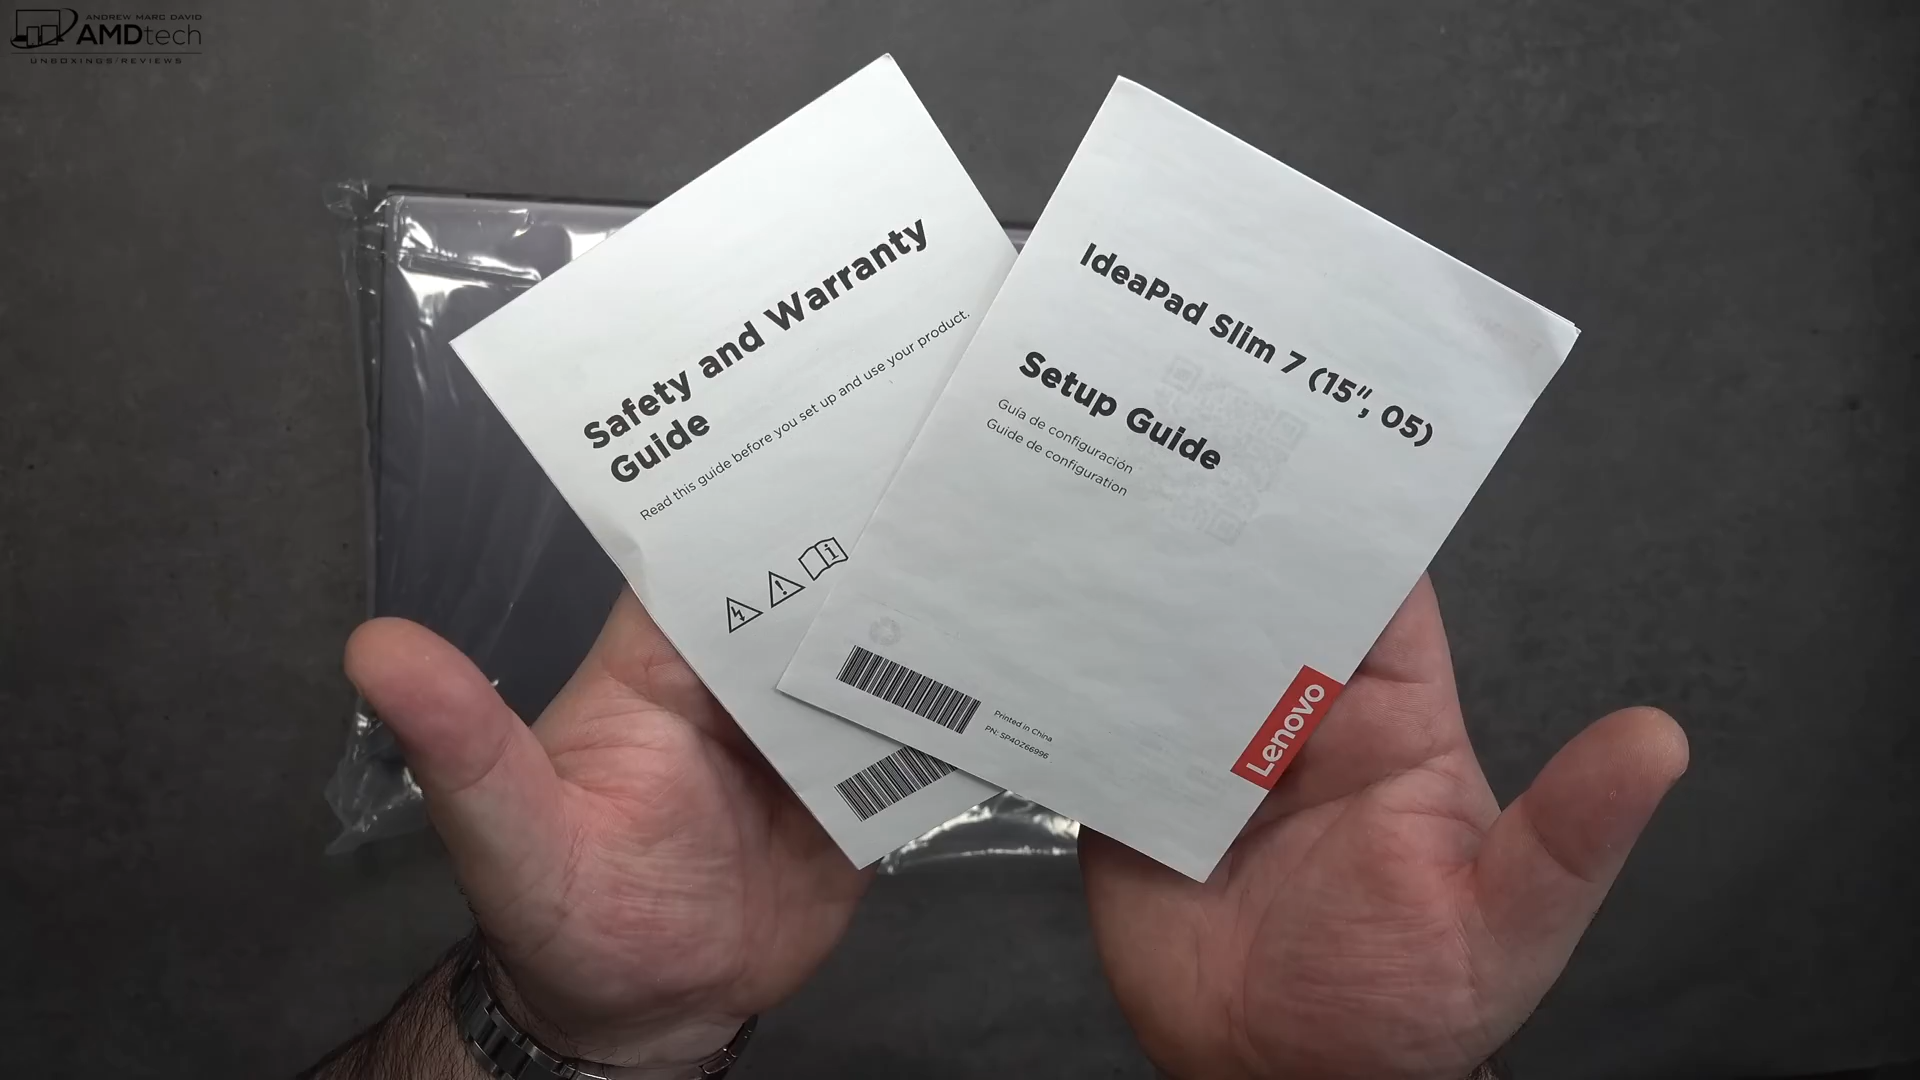 ANDREW MARC DAVID
AMDtech
UNBOXINGS/REVIEWS
Safety and Warranty
Guide
Read this guide before you set up and use your product.
IdeaPad Slim 7 (15", 05)
Setup Guide
Guía de configuración
Guide de configuration
Printed in China
PN: SP40Z66996
Lenovo